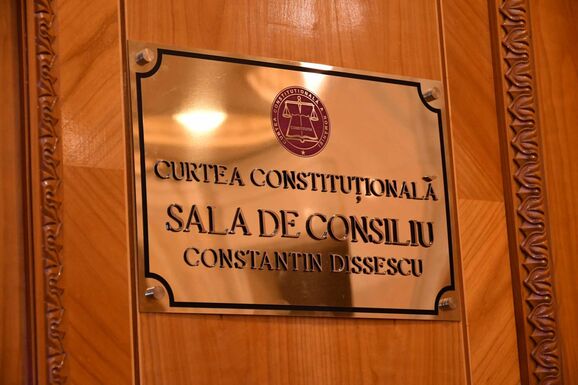 CURTEA CONSTITUȚIONALĂ
SALA DE CONSILIU
CONSTANTIN DISSESCU